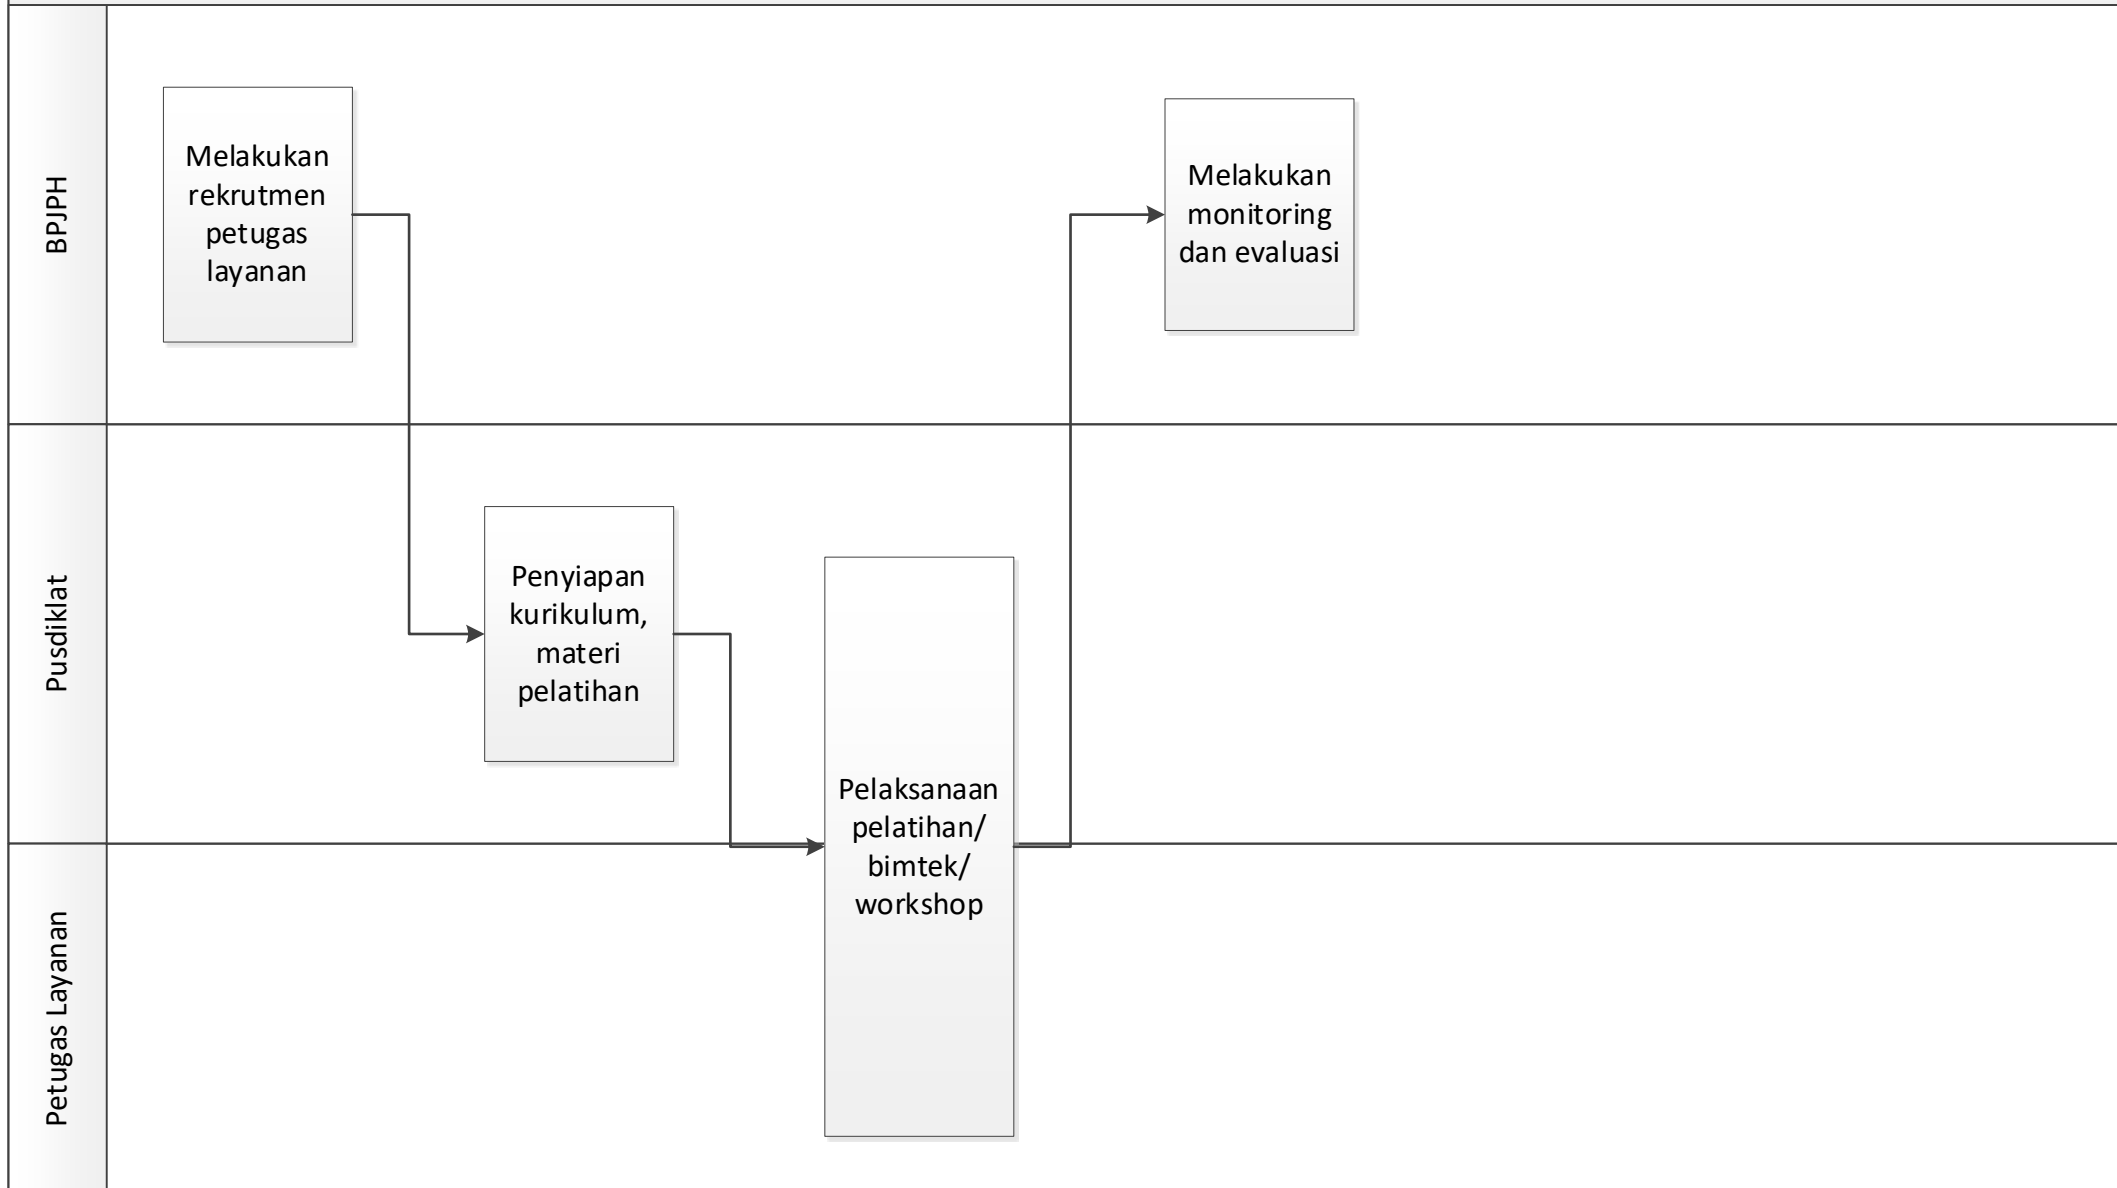 BPJPH
Melakukan
rekrutmen
petugas
layanan
Melakukan
monitoring
dan evaluasi
Pusdiklat
Penyiapan
kurikulum,
materi
pelatihan
Pelaksanaan
pelatihan/
bimtek/
workshop
Petugas Layanan